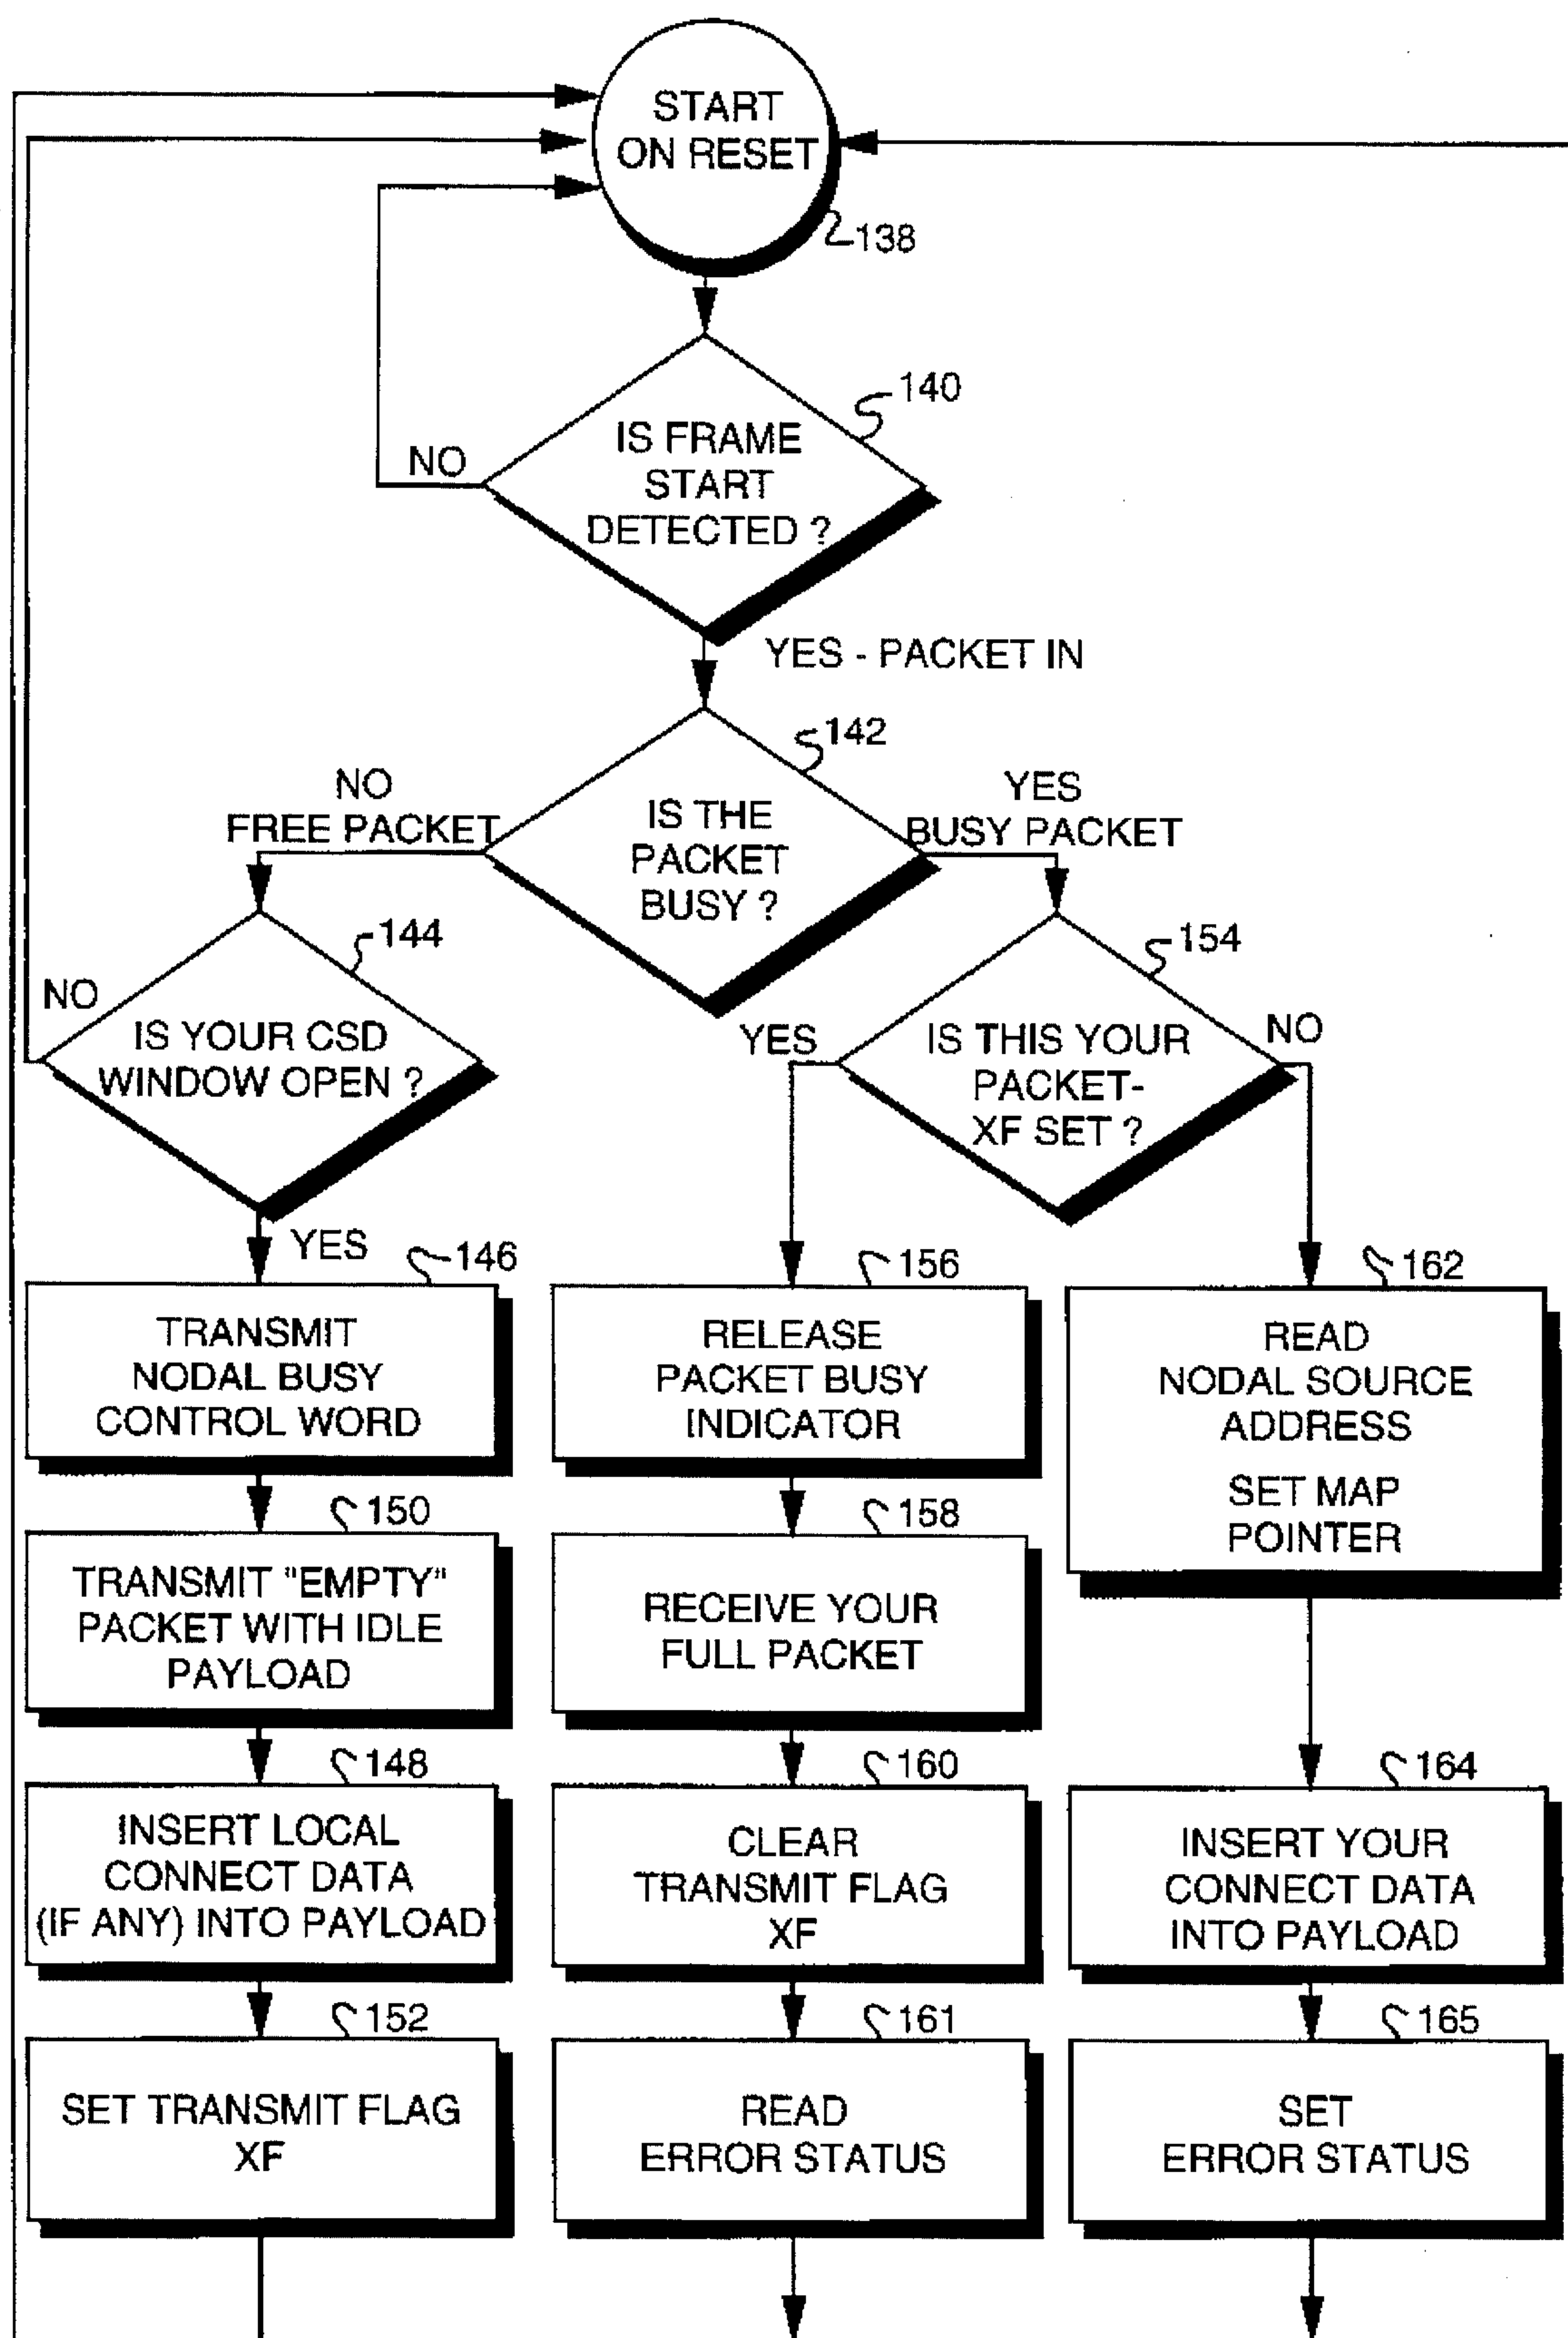 START
ON RESET
138
140
IS FRAME
START
DETECTED ?
NO
YES - PACKET IN
142
NO
FREE PACKET
IS THE
PACKET
BUSY ?
YES
BUSY PACKET
144
NO
IS YOUR CSD
WINDOW OPEN ?
YES
154
YES
IS THIS YOUR
PACKET-
XF SET ?
NO
146
TRANSMIT
NODAL BUSY
CONTROL WORD
150
TRANSMIT "EMPTY"
PACKET WITH IDLE
PAYLOAD
148
INSERT LOCAL
CONNECT DATA
(IF ANY) INTO PAYLOAD
152
SET TRANSMIT FLAG
XF
156
RELEASE
PACKET BUSY
INDICATOR
158
RECEIVE YOUR
FULL PACKET
160
CLEAR
TRANSMIT FLAG
XF
161
READ
ERROR STATUS
162
READ
NODAL SOURCE
ADDRESS
SET MAP
POINTER
164
INSERT YOUR
CONNECT DATA
INTO PAYLOAD
165
SET
ERROR STATUS